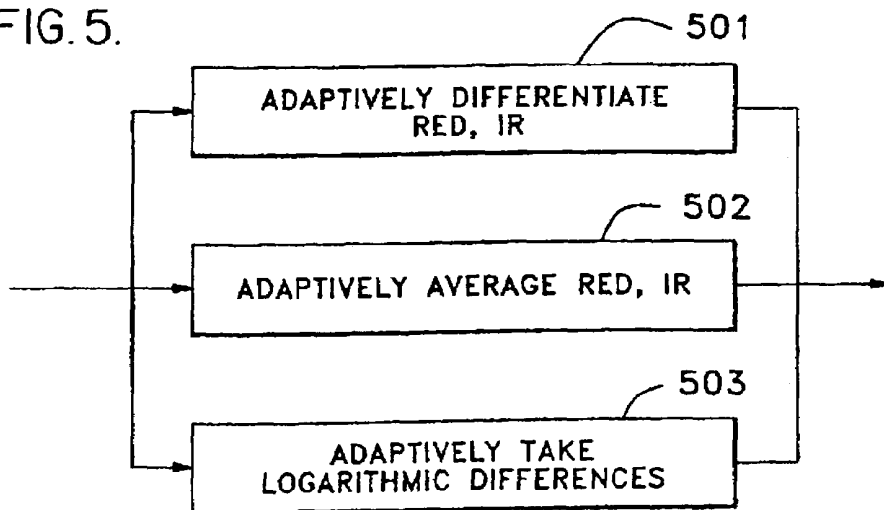 FIG. 5.
501
ADAPTIVELY DIFFERENTIATE
RED, IR
502
ADAPTIVELY AVERAGE RED, IR
503
ADAPTIVELY TAKE
LOGARITHMIC DIFFERENCES